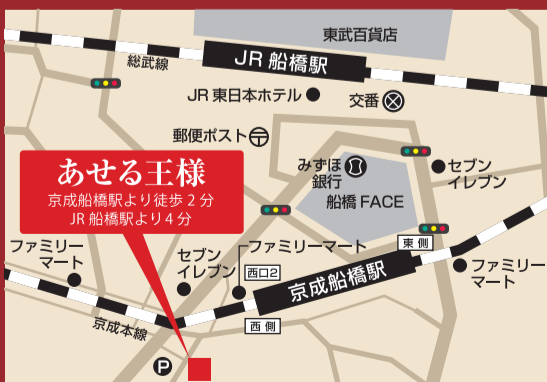 東武百貨店
JR 船橋駅
総武線
JR 東日本ホテル
交番
郵便ポスト
みずほ
銀行
船橋 FACE
セブン
イレブン
あせる王様
京成船橋駅より徒歩 2 分
JR 船橋駅より 4 分
ファミリー
マート
セブン
イレブン
ファミリーマート
西口2
東 側
京成船橋駅
ファミリー
マート
京成本線
西 側
P